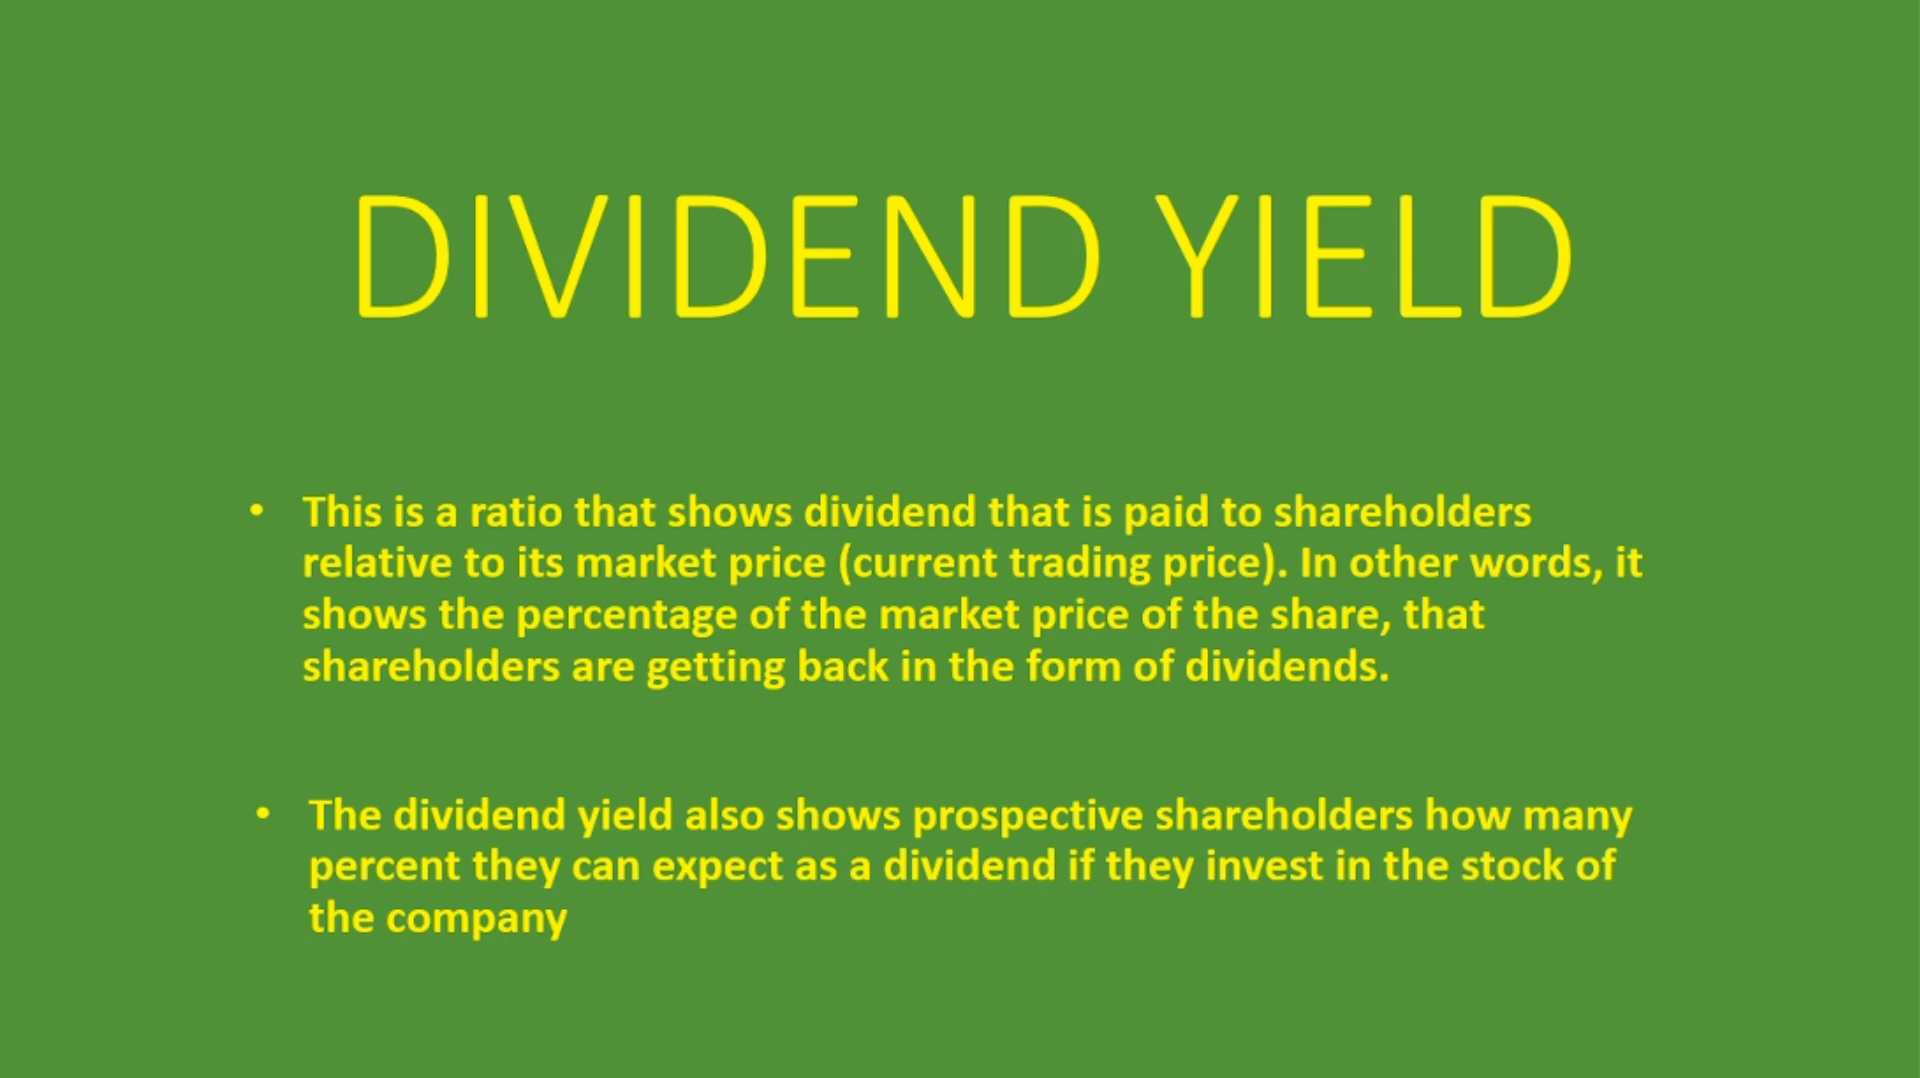 DIVIDEND YIELD
• This is a ratio that shows dividend that is paid to shareholders
relative to its market price (current trading price). In other words, it
shows the percentage of the market price of the share, that
shareholders are getting back in the form of dividends.
• The dividend yield also shows prospective shareholders how many
percent they can expect as a dividend if they invest in the stock of
the company